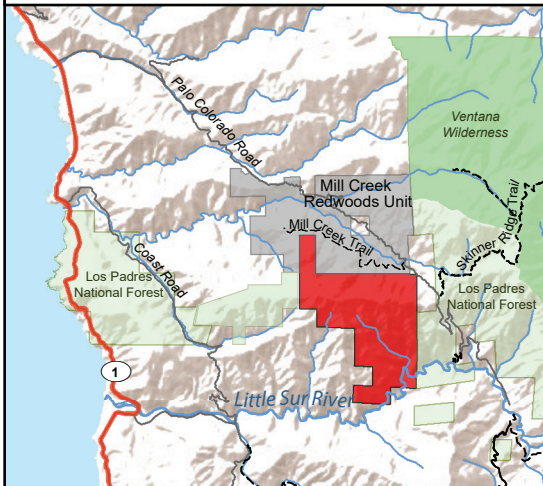 Palo Colorado Road
Ventana
Wilderness
Mill Creek
Redwoods Unit
Mill Creek Trail
Skinner Ridge Trail
Coast Road
Los Padres
National Forest
Los Padres
National Forest
1
Little Sur River